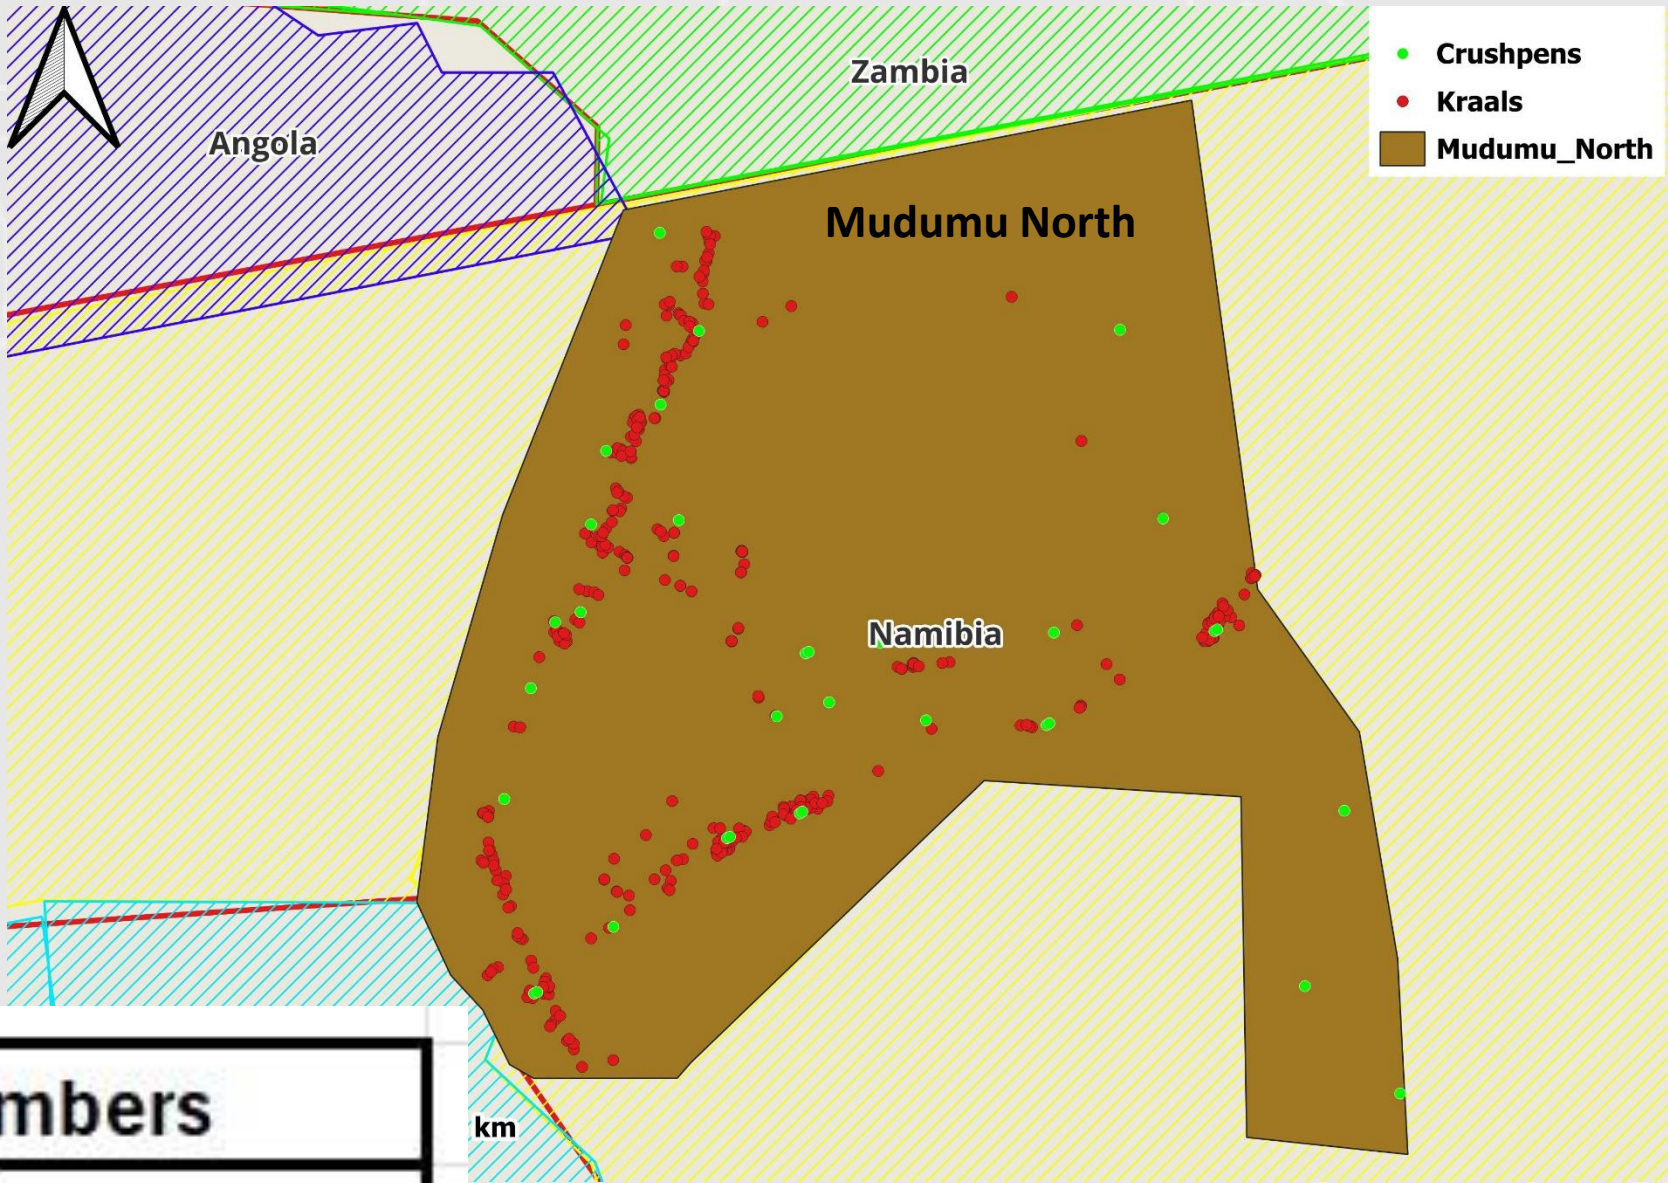 Crushpens
Zambia
Kraals
Angola
Mudumu_North
Mudumu North
Namibia
mbers
km